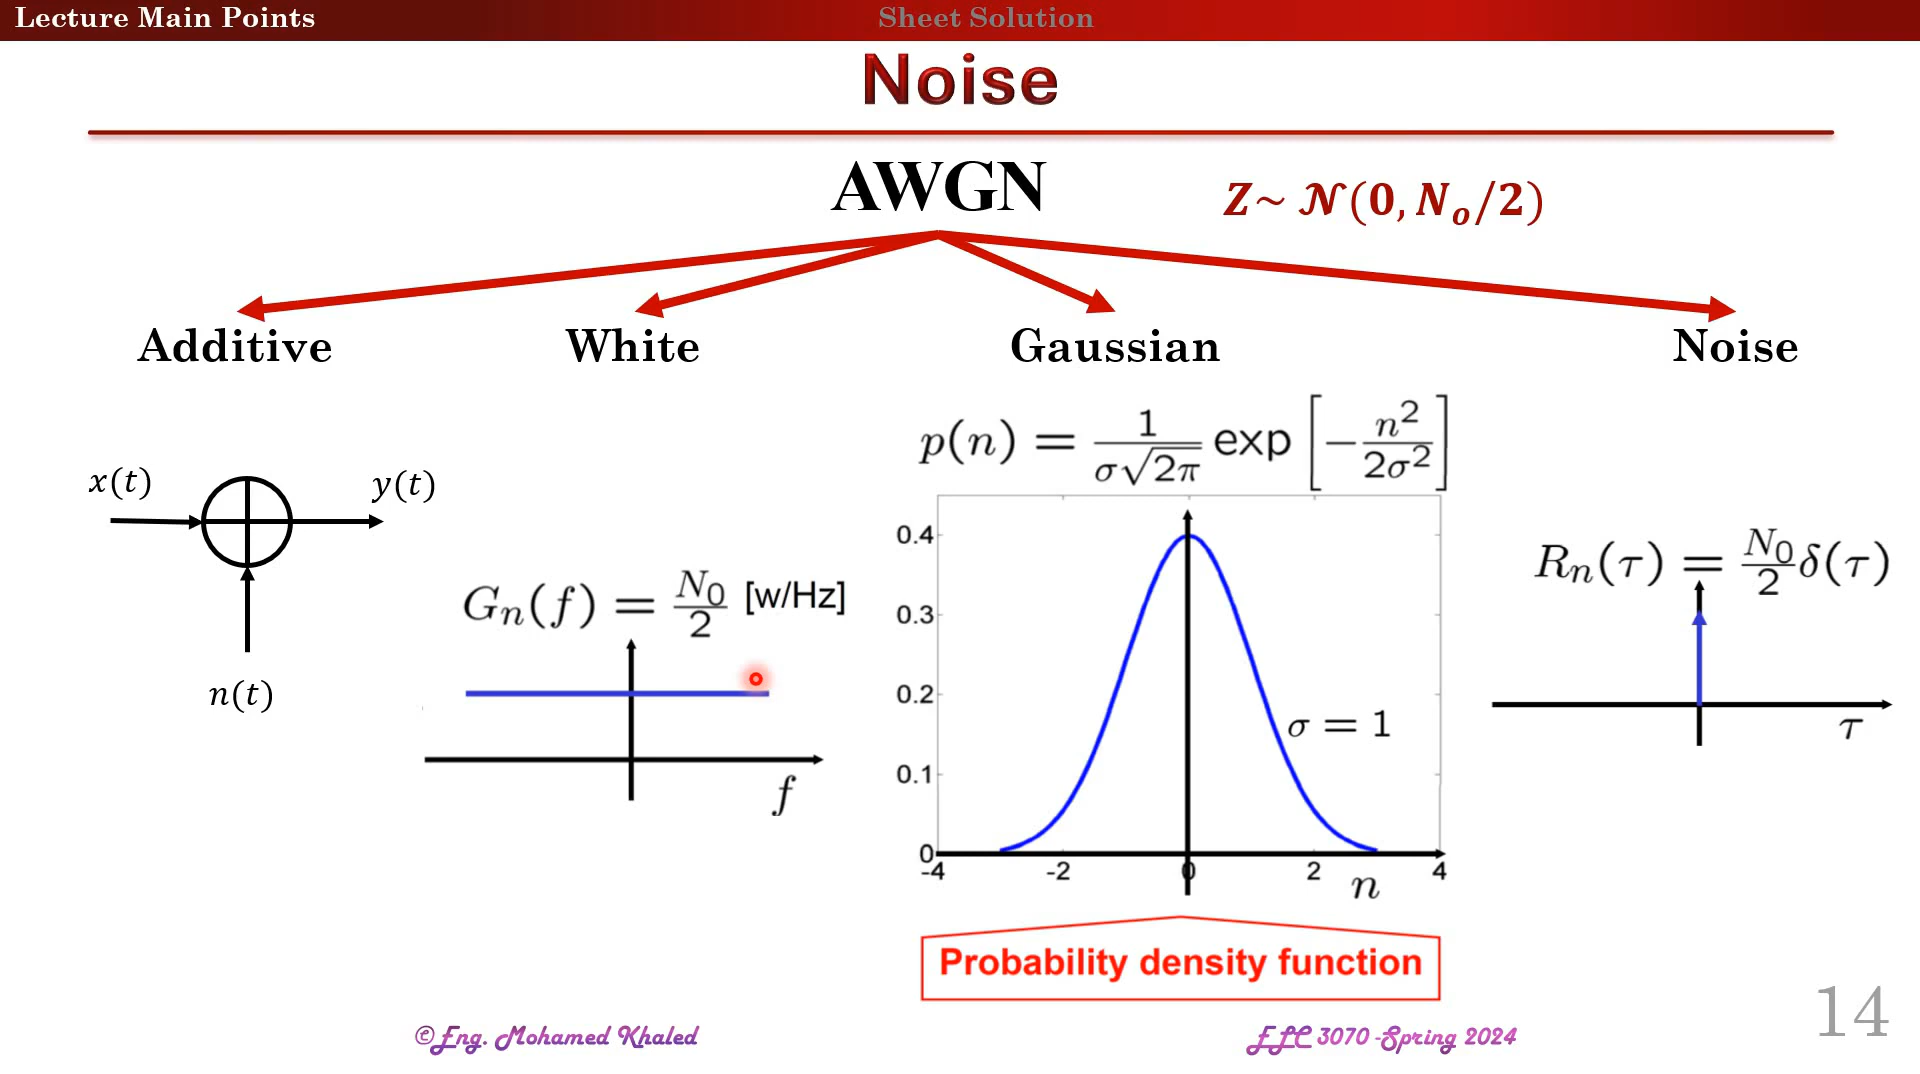 Lecture Main Points
Sheet Solution
Noise
AWGN
Z~ 𝒩(0, Nₒ/2)
Additive
White
Gaussian
Noise
x(t)
y(t)
n(t)
Gₙ(f) = N₀/2 [w/Hz]
f
p(n) = 1/(σ√2π) exp[−n²/2σ²]
0.4
0.3
0.2
0.1
0
-4 -2 0 2 4
n
σ = 1
Probability density function
Rₙ(τ) = N₀/2 δ(τ)
τ
©Eng. Mohamed Khaled
ELC 3070 -Spring 2024
14